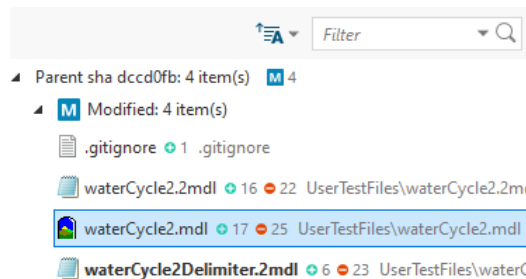 A Filter
Parent sha dccd0fb: 4 item(s) M 4
M Modified: 4 item(s)
.gitignore 1 .gitignore
waterCycle2.2mdl 16 22 UserTestFiles\waterCycle2.2m
waterCycle2.mdl 17 25 UserTestFiles\waterCycle2.mdl
waterCycle2Delimiter.2mdl 6 23 UserTestFiles\waterC